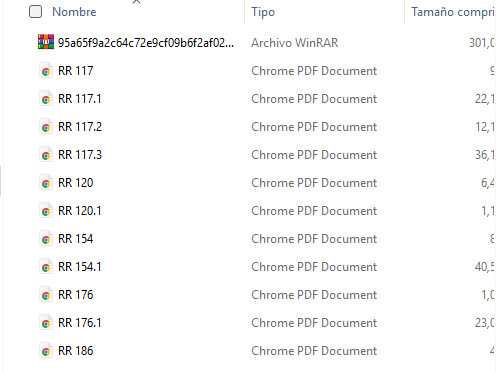 Nombre Tipo Tamaño compri
95a65f9a2c64c72e9cf09b6f2af02... Archivo WinRAR 301,0
RR 117 Chrome PDF Document 9
RR 117.1 Chrome PDF Document 22,1
RR 117.2 Chrome PDF Document 12,1
RR 117.3 Chrome PDF Document 36,1
RR 120 Chrome PDF Document 6,4
RR 120.1 Chrome PDF Document 1,1
RR 154 Chrome PDF Document 8
RR 154.1 Chrome PDF Document 40,5
RR 176 Chrome PDF Document 1,0
RR 176.1 Chrome PDF Document 23,0
RR 186 Chrome PDF Document 4